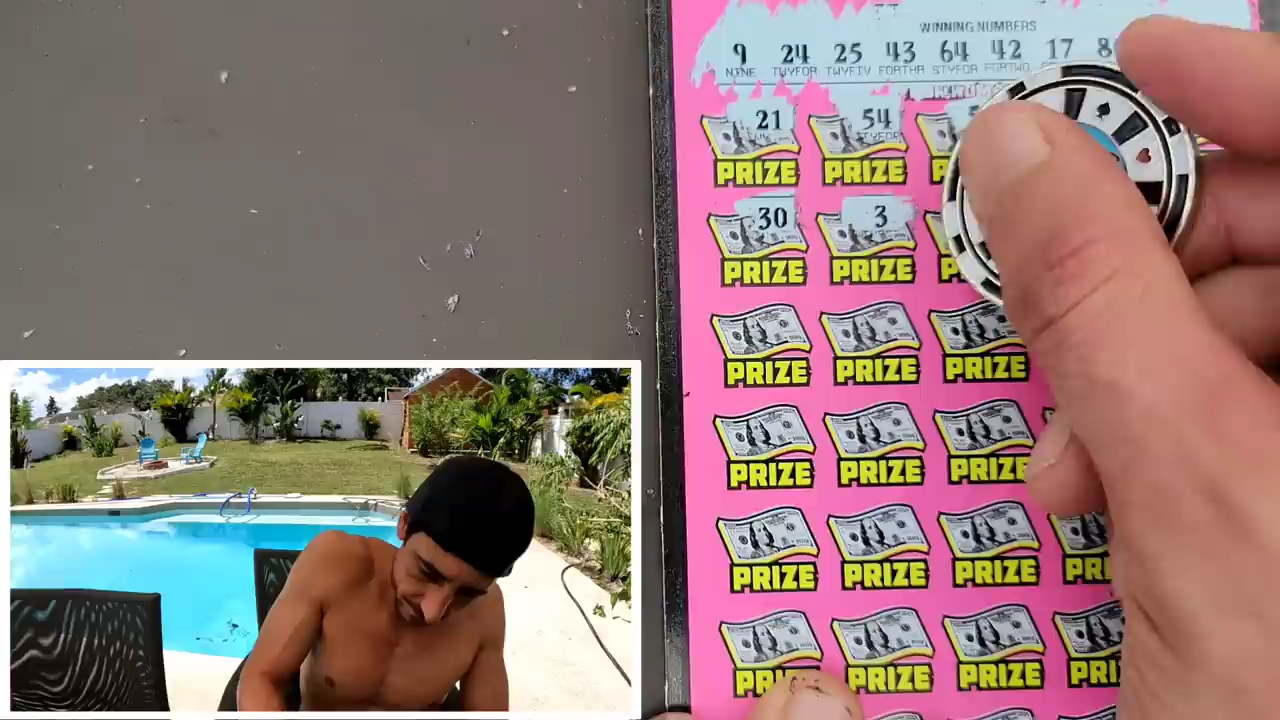 WINNING NUMBERS
9 24 25 43 64 42 17
NINE TWYFOR TWYFIV FORTHR STYFOR FORTWO
21 54
PRIZE PRIZE
30 3
PRIZE PRIZE
PRIZE PRIZE PRIZE
PRIZE PRIZE PRIZE
PRIZE PRIZE PRIZE
PRIZE PRIZE